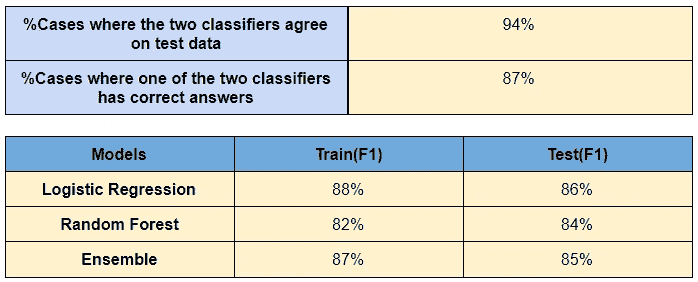 %Cases where the two classifiers agree
on test data
94%
%Cases where one of the two classifiers
has correct answers
87%
Models Train(F1) Test(F1)
Logistic Regression 88% 86%
Random Forest 82% 84%
Ensemble 87% 85%